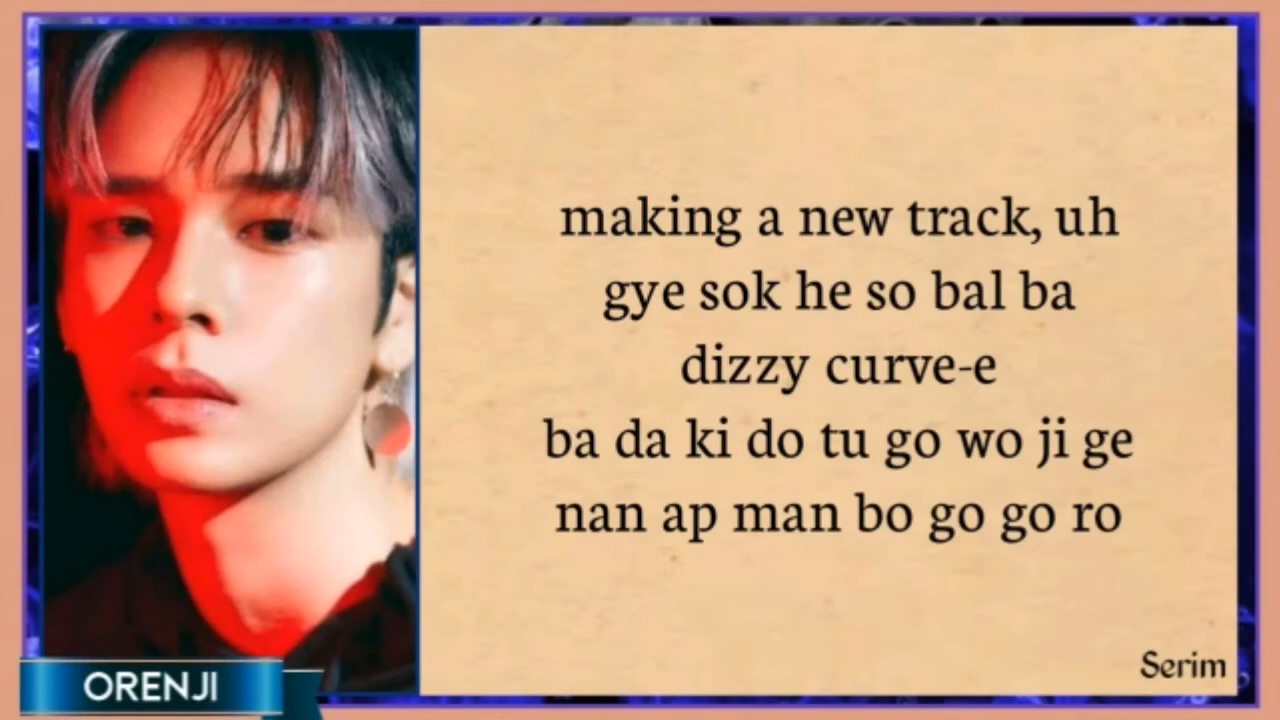 making a new track, uh
gye sok he so bal ba
dizzy curve-e
ba da ki do tu go wo ji ge
nan ap man bo go go ro
Serim
ORENJI